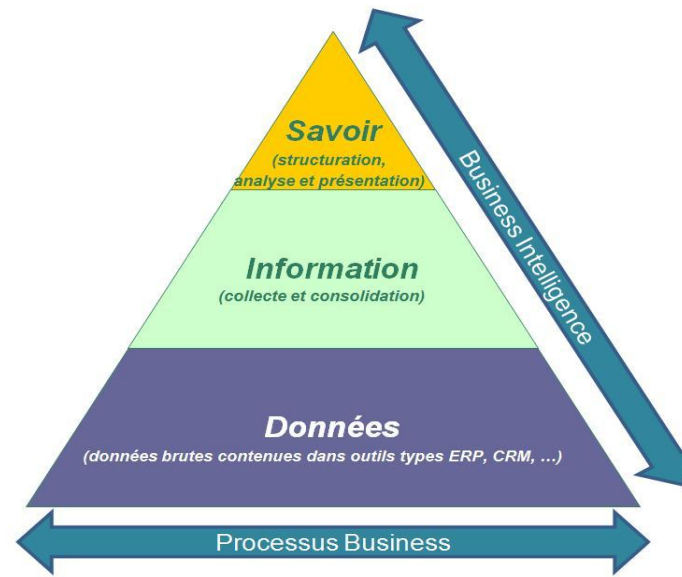 Savoir
(structuration,
analyse et présentation)
Information
(collecte et consolidation)
Données
(données brutes contenues dans outils types ERP, CRM, …)
Business Intelligence
Processus Business